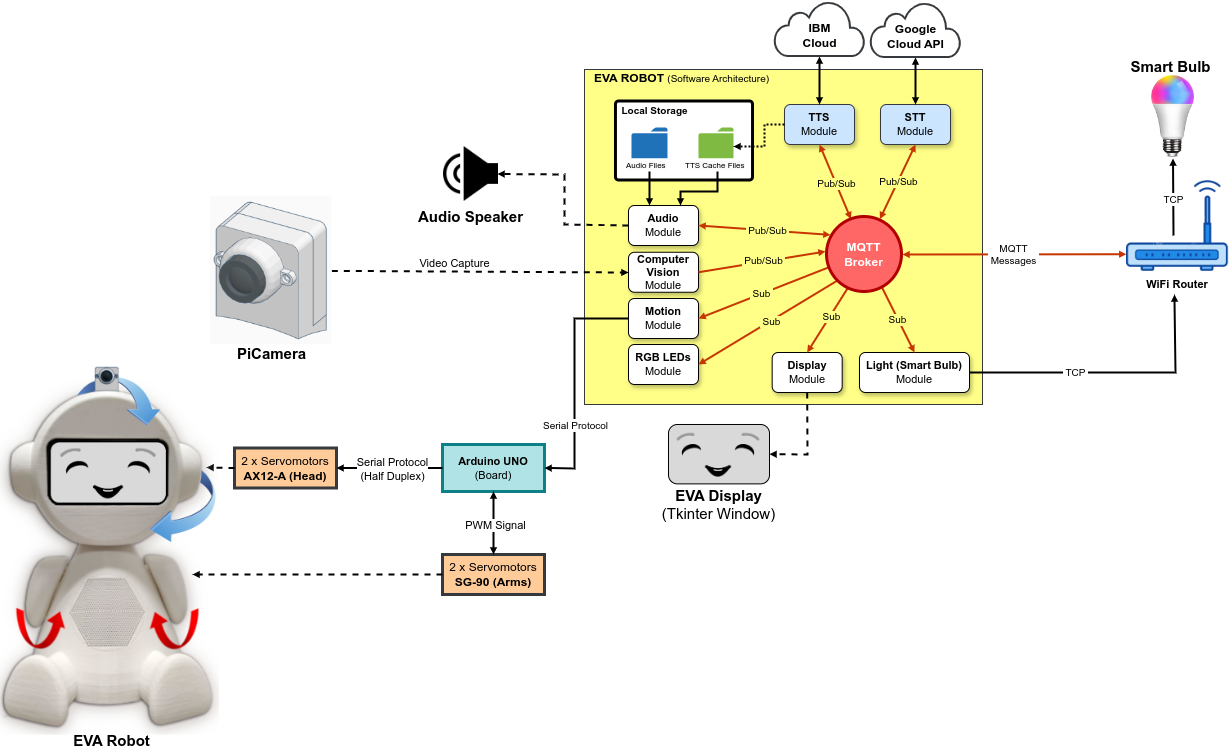 IBM
Cloud
Google
Cloud API
Smart Bulb
EVA ROBOT (Software Architecture)
Local Storage
Audio Files
TTS Cache Files
TTS
Module
STT
Module
Pub/Sub
Pub/Sub
TCP
Audio Speaker
Audio
Module
Pub/Sub
MQTT
Broker
MQTT
Messages
WiFi Router
Video Capture
Computer
Vision
Module
Pub/Sub
Sub
Motion
Module
Sub
Sub
Sub
PiCamera
RGB LEDs
Module
Display
Module
Light (Smart Bulb)
Module
TCP
Serial Protocol
2 x Servomotors
AX12-A (Head)
Serial Protocol
(Half Duplex)
Arduino UNO
(Board)
EVA Display
(Tkinter Window)
PWM Signal
2 x Servomotors
SG-90 (Arms)
EVA Robot